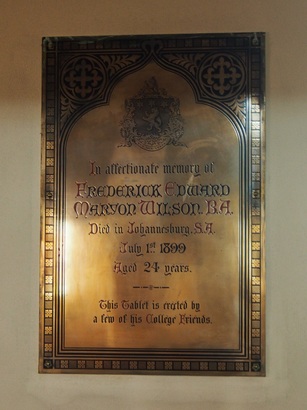 In affectionate memory of
FREDERICK EDWARD
MARYON WILSON, B.A.
Died in Johannesburg, S.A.
July 1st 1899
Aged 24 years.
This Tablet is erected by
a few of his College Friends.